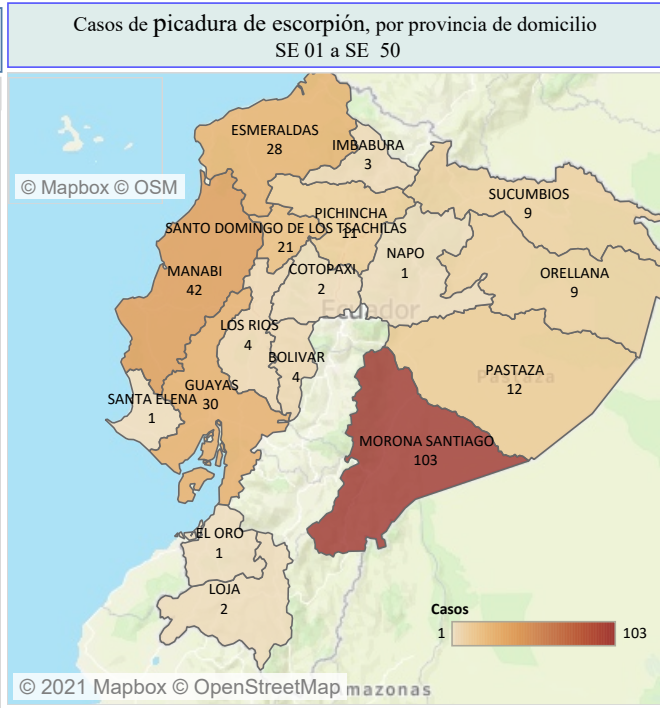 Casos de picadura de escorpión, por provincia de domicilio
SE 01 a SE 50
ESMERALDAS
28
IMBABURA
3
© Mapbox © OSM
SUCUMBIOS
9
PICHINCHA
11
SANTO DOMINGO DE LOS TSACHILAS
21
NAPO
1
MANABI
42
COTOPAXI
2
ORELLANA
9
Ecuador
LOS RIOS
4
BOLIVAR
4
PASTAZA
12
Pastaza
GUAYAS
30
SANTA ELENA
1
MORONA SANTIAGO
103
EL ORO
1
LOJA
2
Casos
1 103
© 2021 Mapbox © OpenStreetMap
mazonas